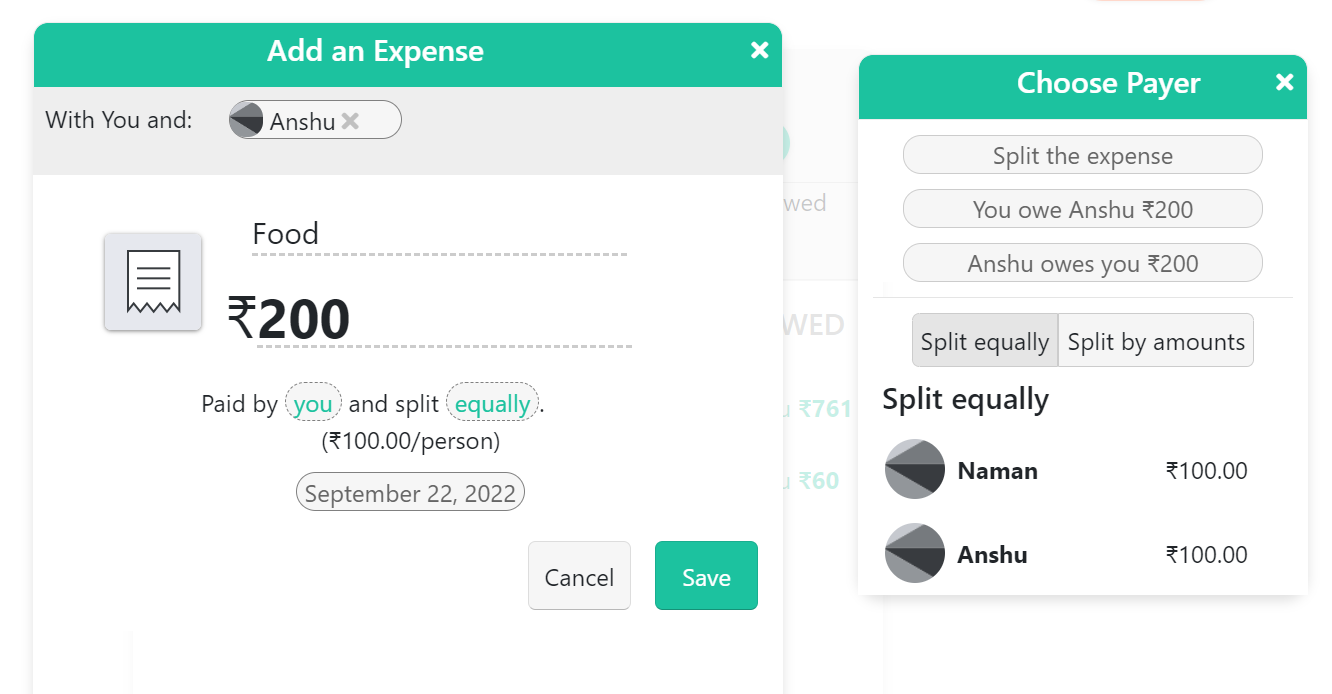 Add an Expense
With You and:
Anshu
Food
₹200
Paid by you and split equally.
(₹100.00/person)
September 22, 2022
Cancel
Save
₹761
₹60
Choose Payer
Split the expense
You owe Anshu ₹200
Anshu owes you ₹200
Split equally
Split by amounts
Split equally
Naman ₹100.00
Anshu ₹100.00